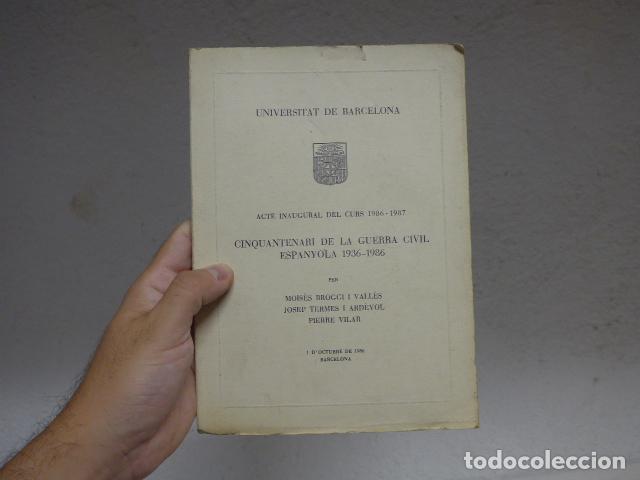 UNIVERSITAT DE BARCELONA
ACTE INAUGURAL DEL CURS 1986-1987
CINQUANTENARI DE LA GUERRA CIVIL
ESPANYOLA 1936-1986
PER
MOISÈS BROGGI I VALLÈS
JOSEP TERMES I ARDÈVOL
PIERRE VILAR
1 D'OCTUBRE DE 1986
BARCELONA
todocoleccion.net